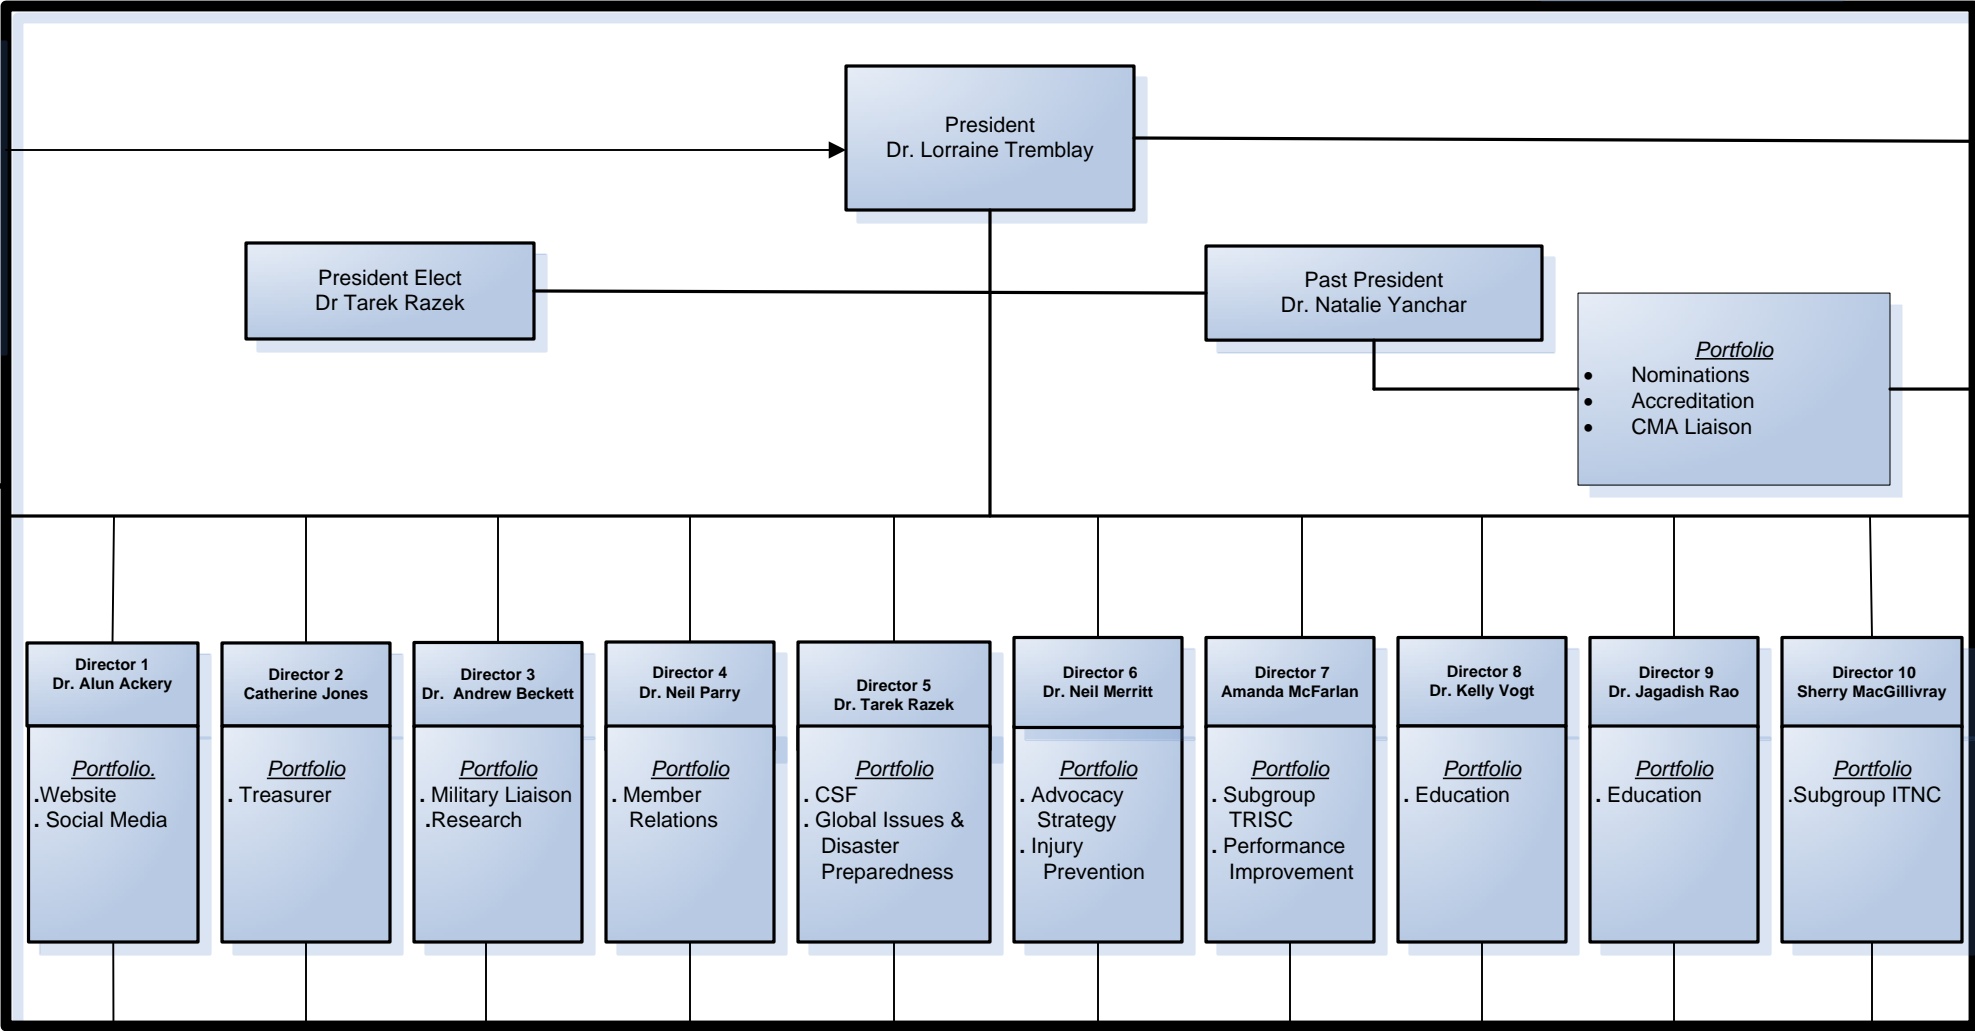 President
Dr. Lorraine Tremblay
President Elect
Dr Tarek Razek
Past President
Dr. Natalie Yanchar
Portfolio
• Nominations
• Accreditation
• CMA Liaison
Director 1
Dr. Alun Ackery
Portfolio.
.Website
. Social Media
Director 2
Catherine Jones
Portfolio
. Treasurer
Director 3
Dr. Andrew Beckett
Portfolio
. Military Liaison
.Research
Director 4
Dr. Neil Parry
Portfolio
. Member
Relations
Director 5
Dr. Tarek Razek
Portfolio
. CSF
. Global Issues &
Disaster
Preparedness
Director 6
Dr. Neil Merritt
Portfolio
. Advocacy
Strategy
. Injury
Prevention
Director 7
Amanda McFarlan
Portfolio
. Subgroup
TRISC
. Performance
Improvement
Director 8
Dr. Kelly Vogt
Portfolio
. Education
Director 9
Dr. Jagadish Rao
Portfolio
. Education
Director 10
Sherry MacGillivray
Portfolio
.Subgroup ITNC